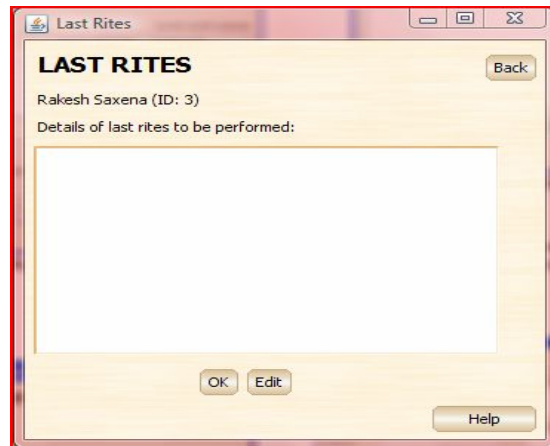 Last Rites
LAST RITES
Back
Rakesh Saxena (ID: 3)
Details of last rites to be performed:
OK Edit
Help